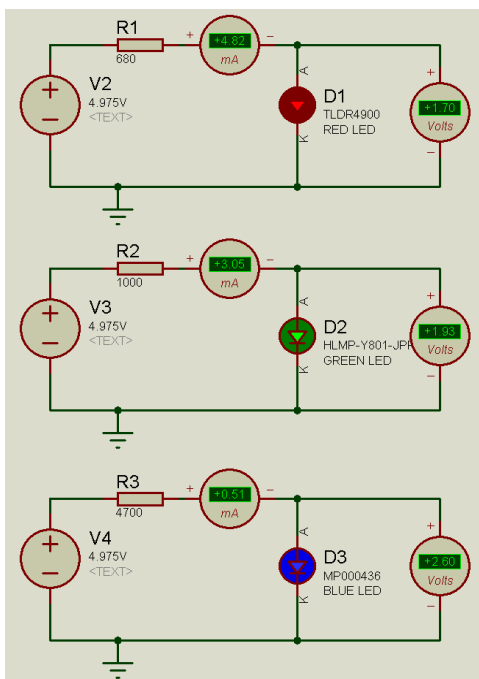 R1
680
+ +4.82 −
mA
V2
4.975V
<TEXT>
A
K
D1
TLDR4900
RED LED
+
+1.70
Volts
−
R2
1000
+ +3.05 −
mA
V3
4.975V
<TEXT>
A
K
D2
HLMP-Y801-JPP
GREEN LED
+
+1.93
Volts
−
R3
4700
+ +0.51 −
mA
V4
4.975V
<TEXT>
A
K
D3
MP000436
BLUE LED
+
+2.60
Volts
−